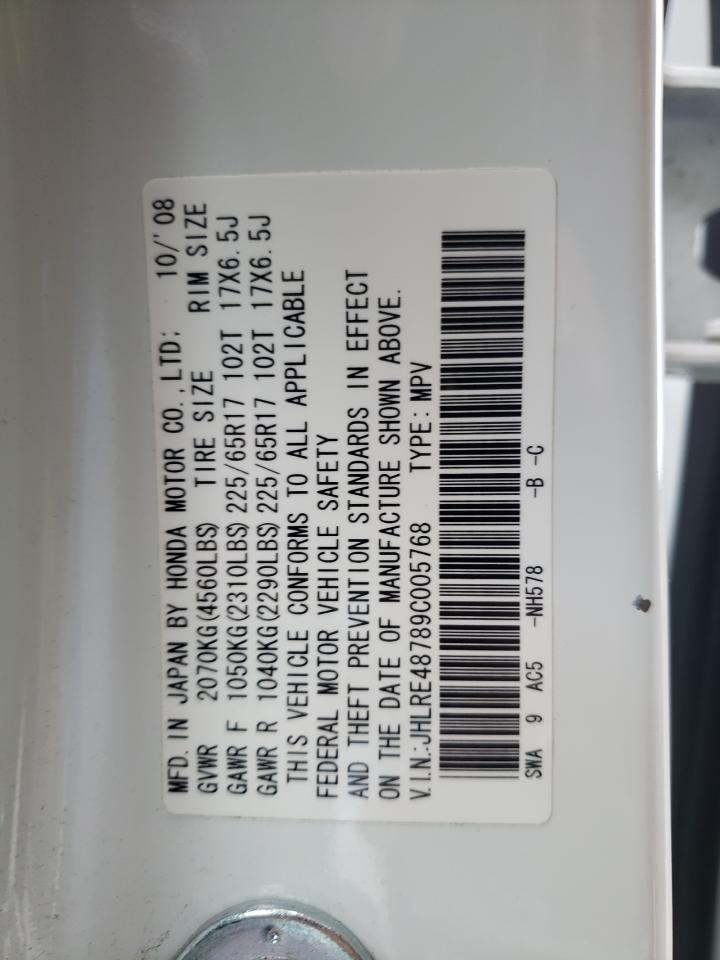 MFD. IN JAPAN BY HONDA MOTOR CO., LTD: 10/'08
GVWR 2070KG(4560LBS) TIRE SIZE RIM SIZE
GAWR F 1050KG(2310LBS) 225/65R17 102T 17X6.5J
GAWR R 1040KG(2290LBS) 225/65R17 102T 17X6.5J
THIS VEHICLE CONFORMS TO ALL APPLICABLE
FEDERAL MOTOR VEHICLE SAFETY
AND THEFT PREVENTION STANDARDS IN EFFECT
ON THE DATE OF MANUFACTURE SHOWN ABOVE.
V.I.N.:JHLRE48789C005768 TYPE: MPV
SWA 9 AC5 -NH578 -B -C